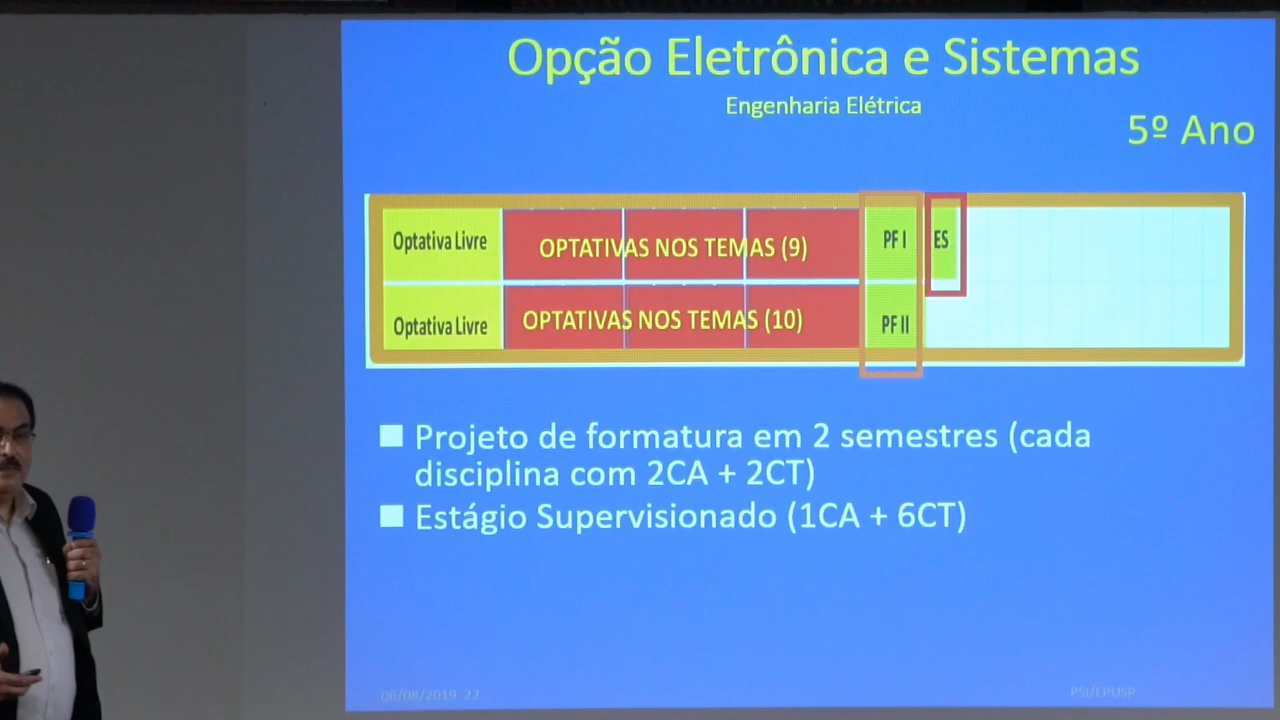 Opção Eletrônica e Sistemas
Engenharia Elétrica
5º Ano
Optativa Livre
OPTATIVAS NOS TEMAS (9)
PF I
ES
Optativa Livre
OPTATIVAS NOS TEMAS (10)
PF II
Projeto de formatura em 2 semestres (cada
disciplina com 2CA + 2CT)
Estágio Supervisionado (1CA + 6CT)
06/08/2019 22
PSI/EPUSP